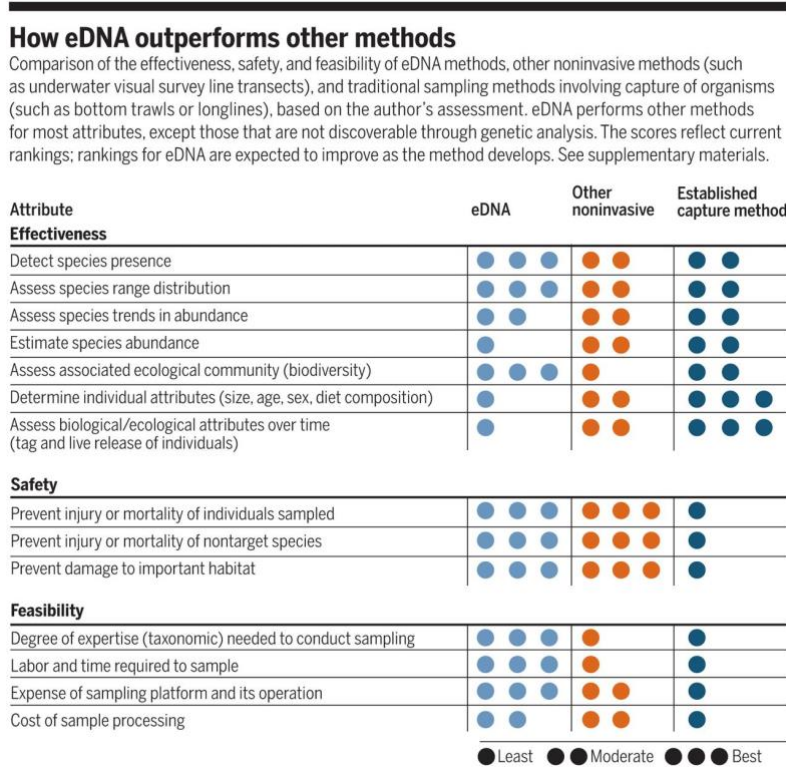 How eDNA outperforms other methods
Comparison of the effectiveness, safety, and feasibility of eDNA methods, other noninvasive methods (such
as underwater visual survey line transects), and traditional sampling methods involving capture of organisms
(such as bottom trawls or longlines), based on the author's assessment. eDNA performs other methods
for most attributes, except those that are not discoverable through genetic analysis. The scores reflect current
rankings; rankings for eDNA are expected to improve as the method develops. See supplementary materials.
Attribute eDNA Other noninvasive Established capture method
Effectiveness
Detect species presence
Assess species range distribution
Assess species trends in abundance
Estimate species abundance
Assess associated ecological community (biodiversity)
Determine individual attributes (size, age, sex, diet composition)
Assess biological/ecological attributes over time
(tag and live release of individuals)
Safety
Prevent injury or mortality of individuals sampled
Prevent injury or mortality of nontarget species
Prevent damage to important habitat
Feasibility
Degree of expertise (taxonomic) needed to conduct sampling
Labor and time required to sample
Expense of sampling platform and its operation
Cost of sample processing
Least Moderate Best